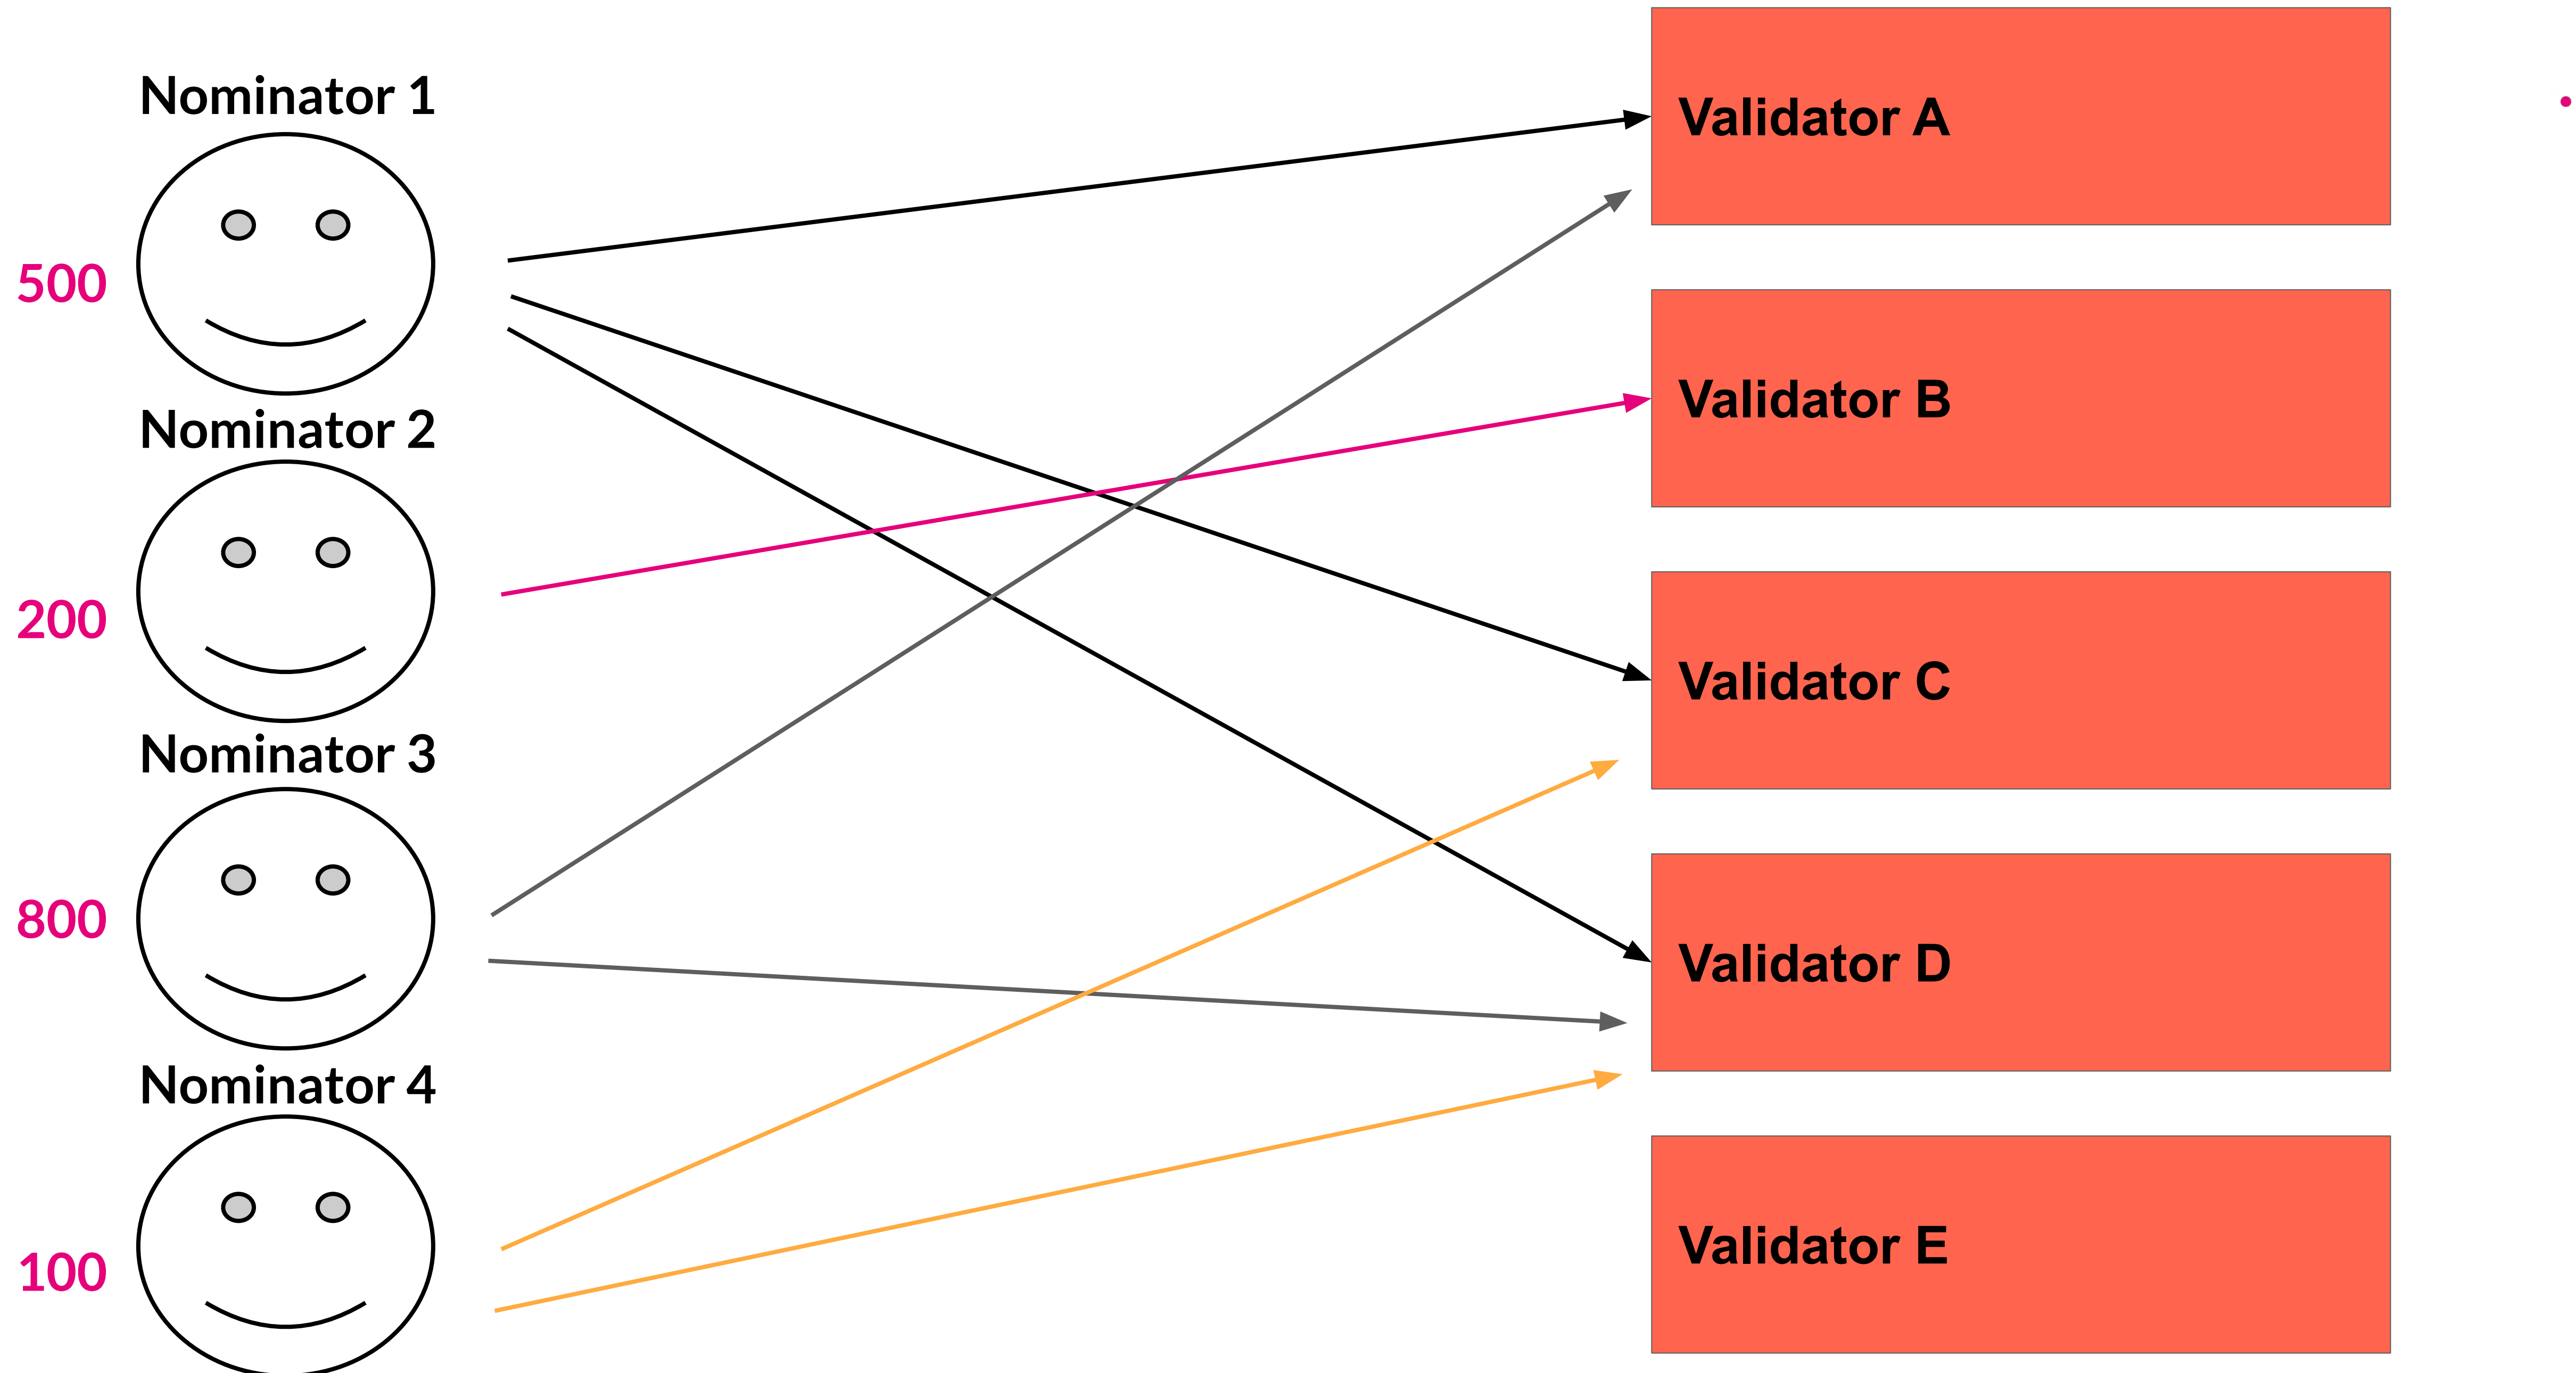 Nominator 1
500
Nominator 2
200
Nominator 3
800
Nominator 4
100
Validator A
Validator B
Validator C
Validator D
Validator E